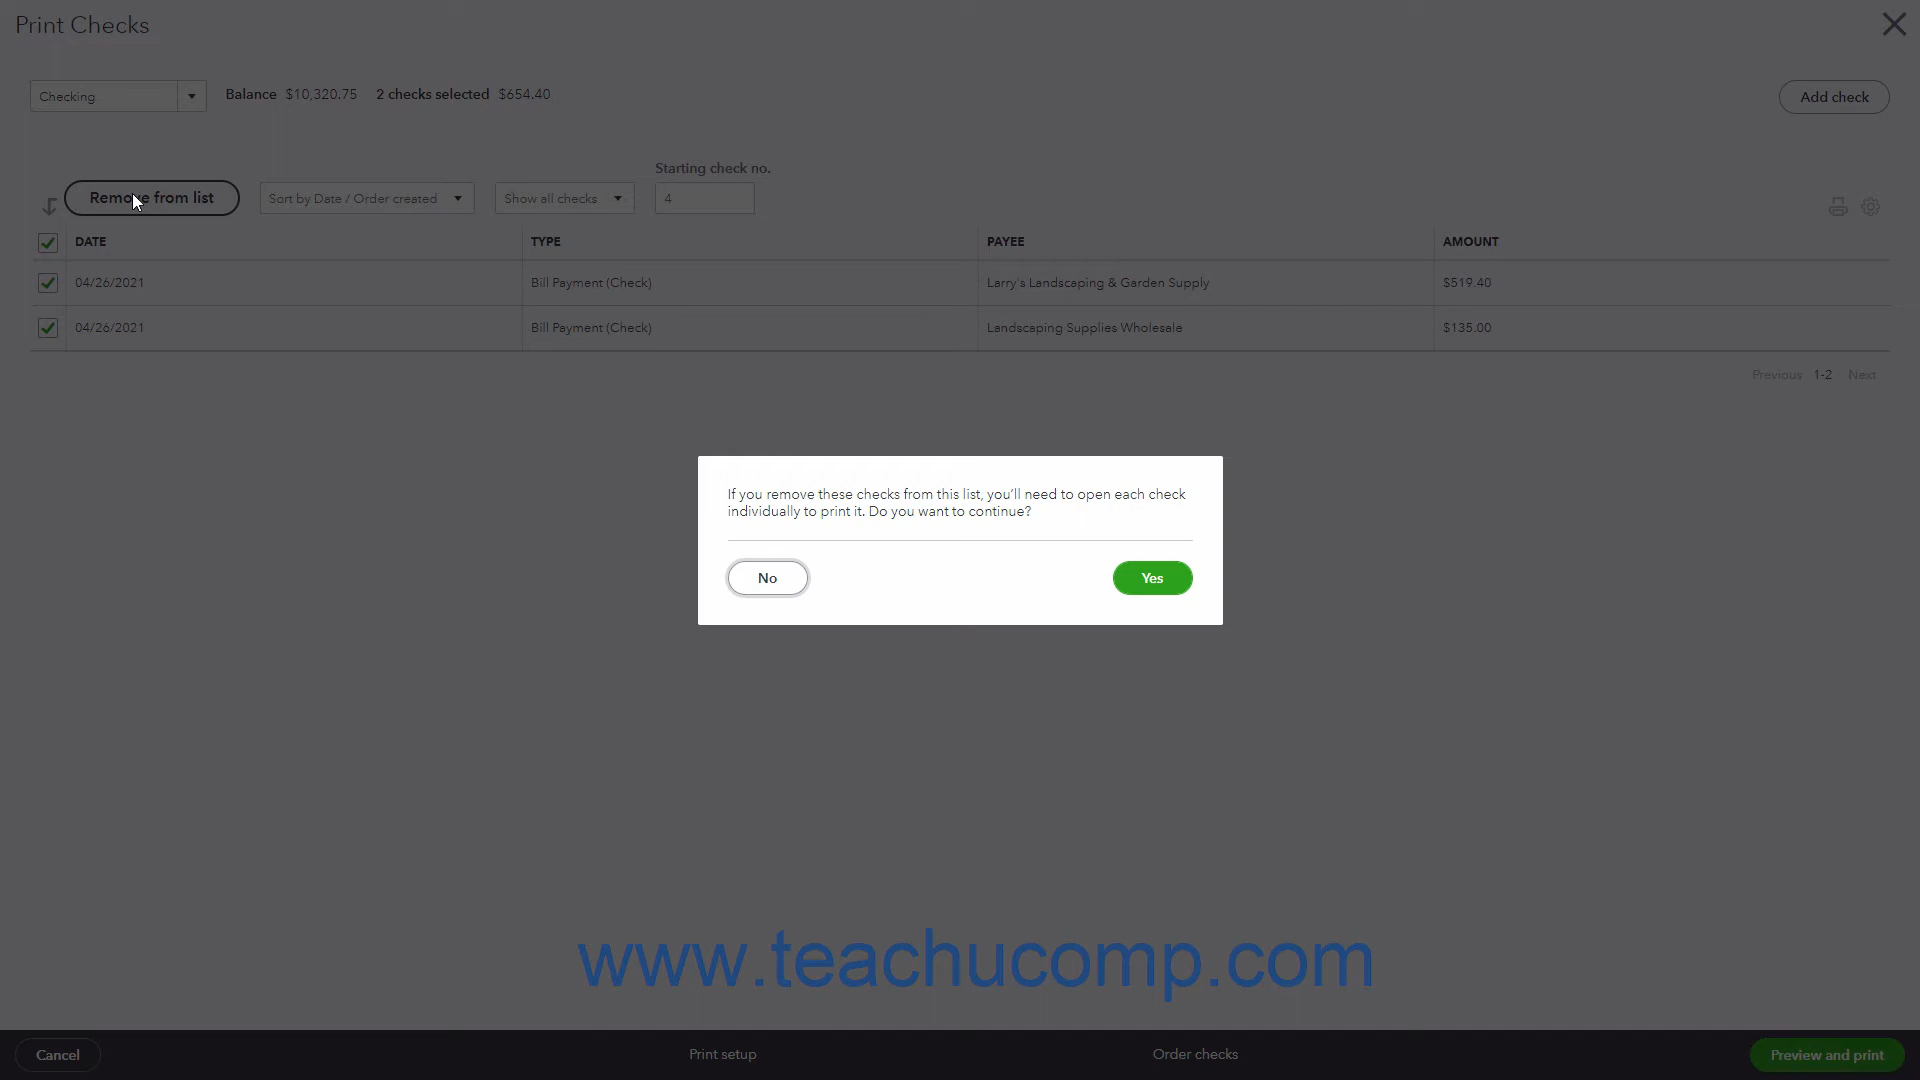 Print Checks
Checking
Balance $10,320.75 2 checks selected $654.40
Add check
Starting check no.
Remove from list
Sort by Date / Order created
Show all checks
4
DATE TYPE PAYEE AMOUNT
04/26/2021 Bill Payment (Check) Larry's Landscaping & Garden Supply $519.40
04/26/2021 Bill Payment (Check) Landscaping Supplies Wholesale $135.00
Previous 1-2 Next
If you remove these checks from this list, you'll need to open each check
individually to print it. Do you want to continue?
No Yes
www.teachucomp.com
Cancel Print setup Order checks Preview and print